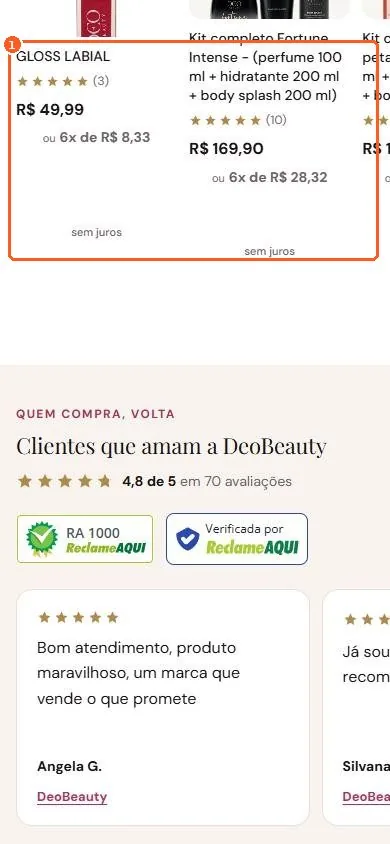 1
GLOSS LABIAL
(3)
R$ 49,99
ou 6x de R$ 8,33
sem juros
Kit completo Fortune
Intense - (perfume 100
ml + hidratante 200 ml
+ body splash 200 ml)
(10)
R$ 169,90
ou 6x de R$ 28,32
sem juros
QUEM COMPRA, VOLTA
Clientes que amam a DeoBeauty
4,8 de 5 em 70 avaliações
RA 1000
ReclameAQUI
Verificada por
ReclameAQUI
Bom atendimento, produto
maravilhoso, um marca que
vende o que promete
Angela G.
DeoBeauty
Já sou
recom
Silvana
DeoBea